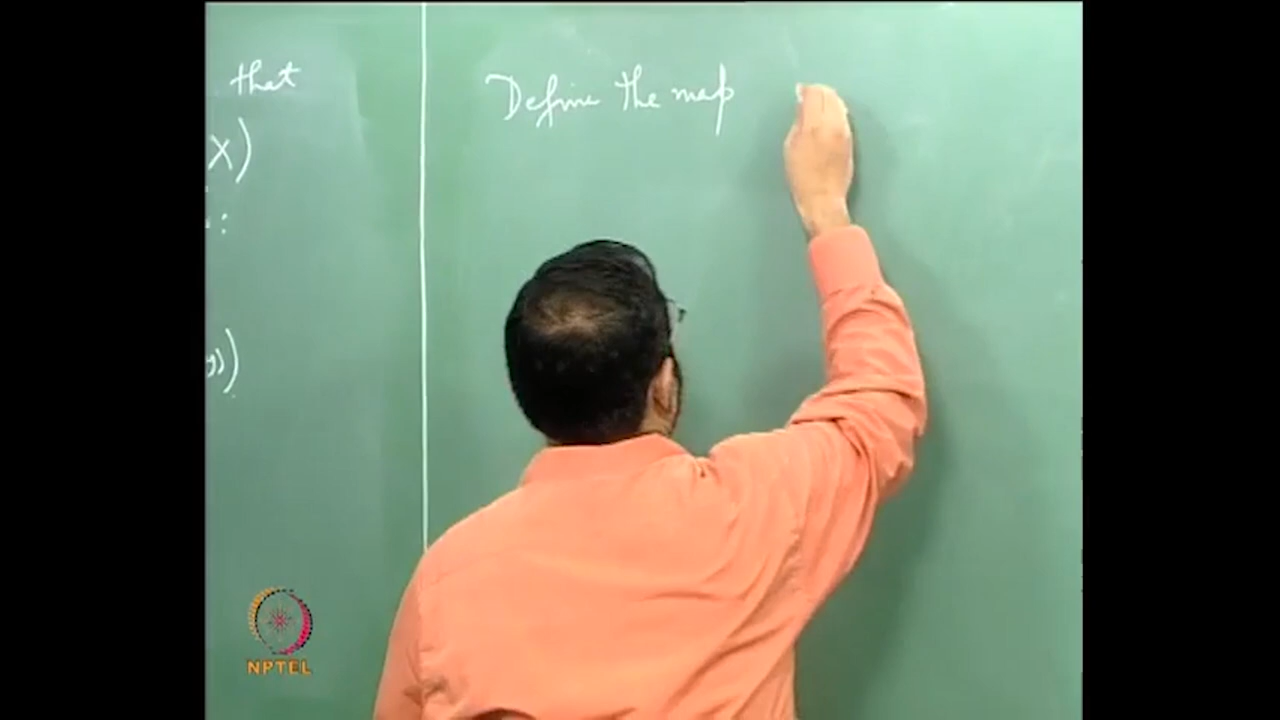 that
X)
:
)
Define the map
NPTEL